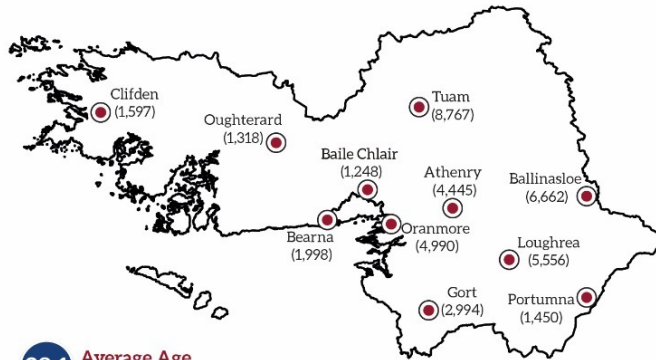 Clifden
(1,597)
Oughterard
(1,318)
Tuam
(8,767)
Baile Chlair
(1,248)
Athenry
(4,445)
Ballinasloe
(6,662)
Bearna
(1,998)
Oranmore
(4,990)
Loughrea
(5,556)
Gort
(2,994)
Portumna
(1,450)
Average Age